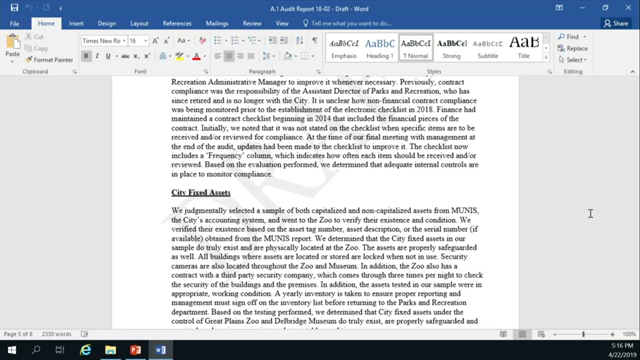 A.1 Audit Report 18-02 - Draft - Word
File
Home
Insert
Design
Layout
References
Mailings
Review
View
Add-ins
Tell me what you want to do...
Cut
Copy
Format Painter
Clipboard
Times New Ro
16
Font
Paragraph
AaBbCcL
AaBbC
AaBbCcI
AaBbCcL
AaBbCcI
AaBbCcI
AaB
Emphasis
Heading 1
¶ Normal
Strong
Subtitle
Title
Styles
Find
Replace
Select
Editing
Recreation Administrative Manager to improve it whenever necessary. Previously, contract
compliance was the responsibility of the Assistant Director of Parks and Recreation, who
has since retired and is no longer with the City. It is unclear how non-financial contract compliance
was being monitored prior to the establishment of the electronic checklist in 2018. Finance had
maintained a contract checklist beginning in 2014 that included the financial pieces of the
contract. Initially, we noted that it was not stated on the checklist when specific items are to be
received and/or reviewed for compliance. At the time of our final meeting with management at
the end of the audit, updates had been made to the checklist to improve it. The checklist
now includes a ‘Frequency’ column, which indicates how often each item should be received and/or
reviewed. Based on the evaluation performed, we determined that adequate internal controls are
in place to monitor compliance.
City Fixed Assets
We judgmentally selected a sample of both capitalized and non-capitalized assets from MUNIS,
the City’s accounting system, and went to the Zoo to verify their existence and condition. We
verified their existence based on the asset tag number, asset description, or the serial number (if
available) obtained from the MUNIS report. We determined that the City fixed assets in our
sample do truly exist and are physically located at the Zoo. The assets are properly safeguarded
as well. All buildings where assets are located or stored are locked when not in use. Security
cameras are also located throughout the Zoo and Museum. In addition, the Zoo also has a
contract with a third party security company, which comes through three times per night to check
the security of the buildings and the premises. In addition, the assets tested in our sample were in
appropriate, working condition. A yearly inventory is taken to ensure proper reporting and
management must sign off on the inventory list before returning to the Parks and Recreation
department. Based on the testing performed, we determined that City fixed assets under the
control of Great Plains Zoo and Delbridge Museum do truly exist, are properly safeguarded and
DRAFT
Page 5 of 8
2330 words
100%
5:16 PM
4/22/2019